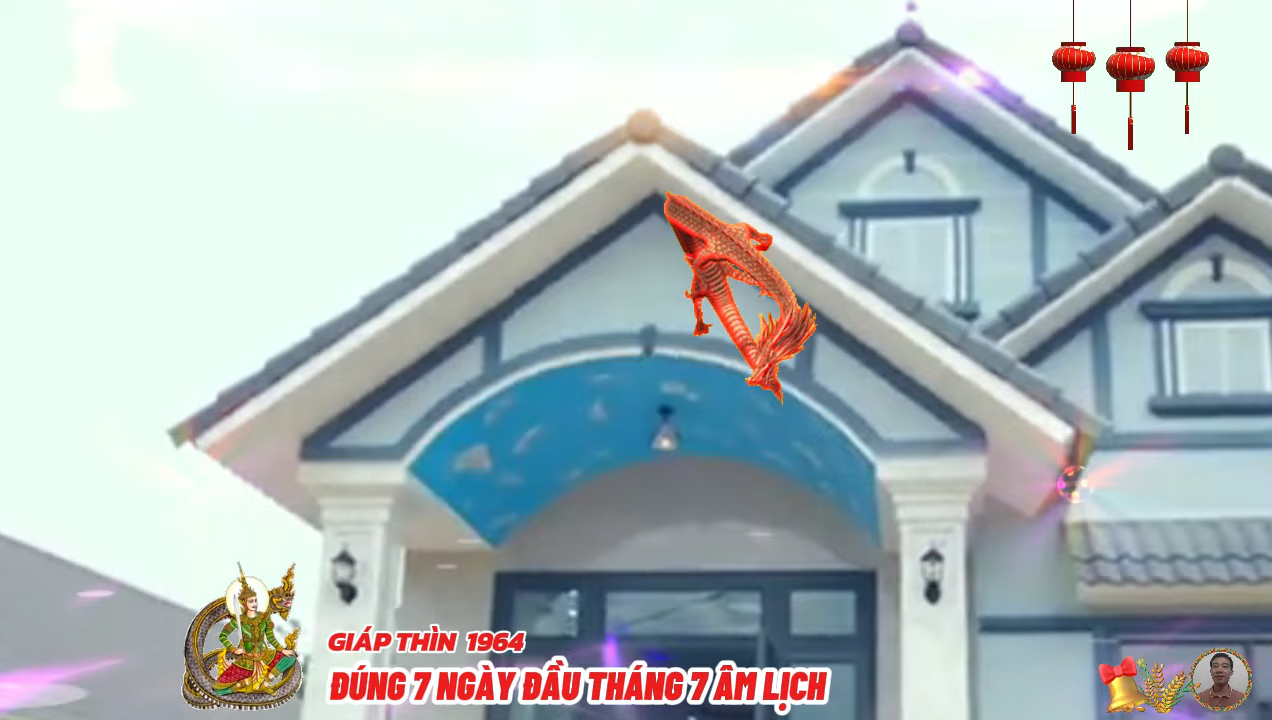 GIÁP THÌN 1964
ĐÚNG 7 NGÀY ĐẦU THÁNG 7 ÂM LỊCH